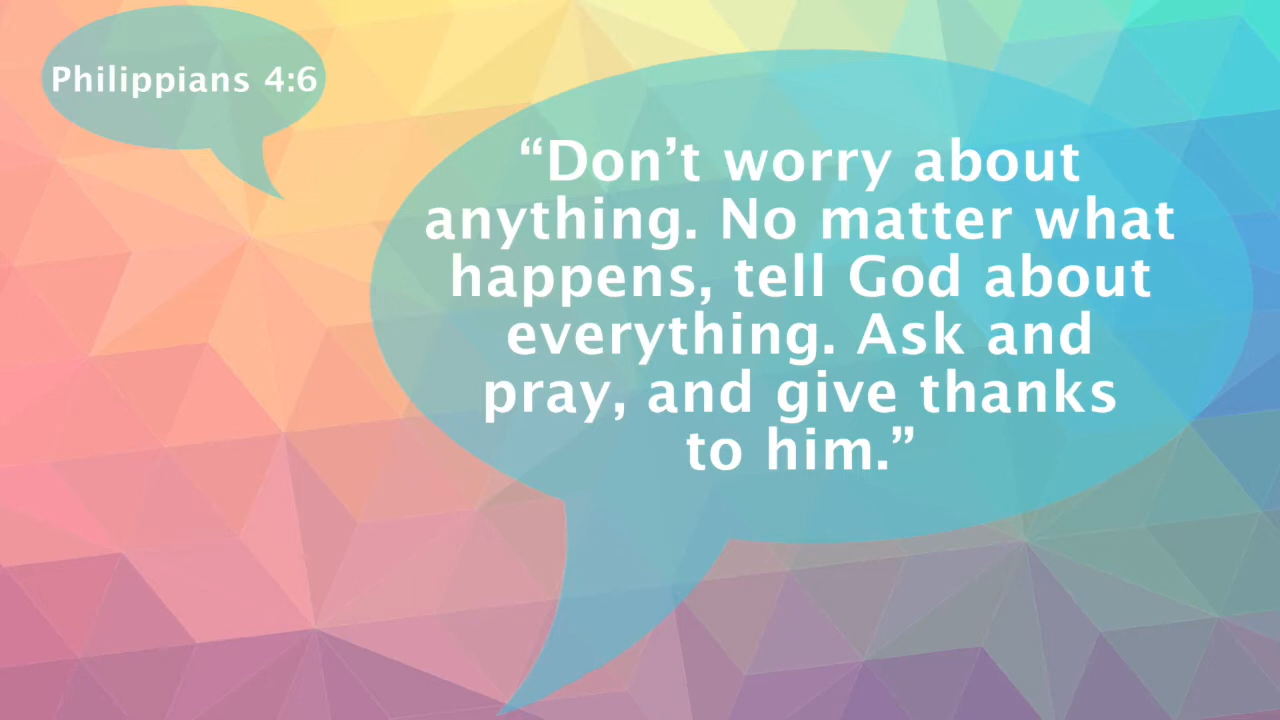 Philippians 4:6
“Don’t worry about
anything. No matter what
happens, tell God about
everything. Ask and
pray, and give thanks
to him.”